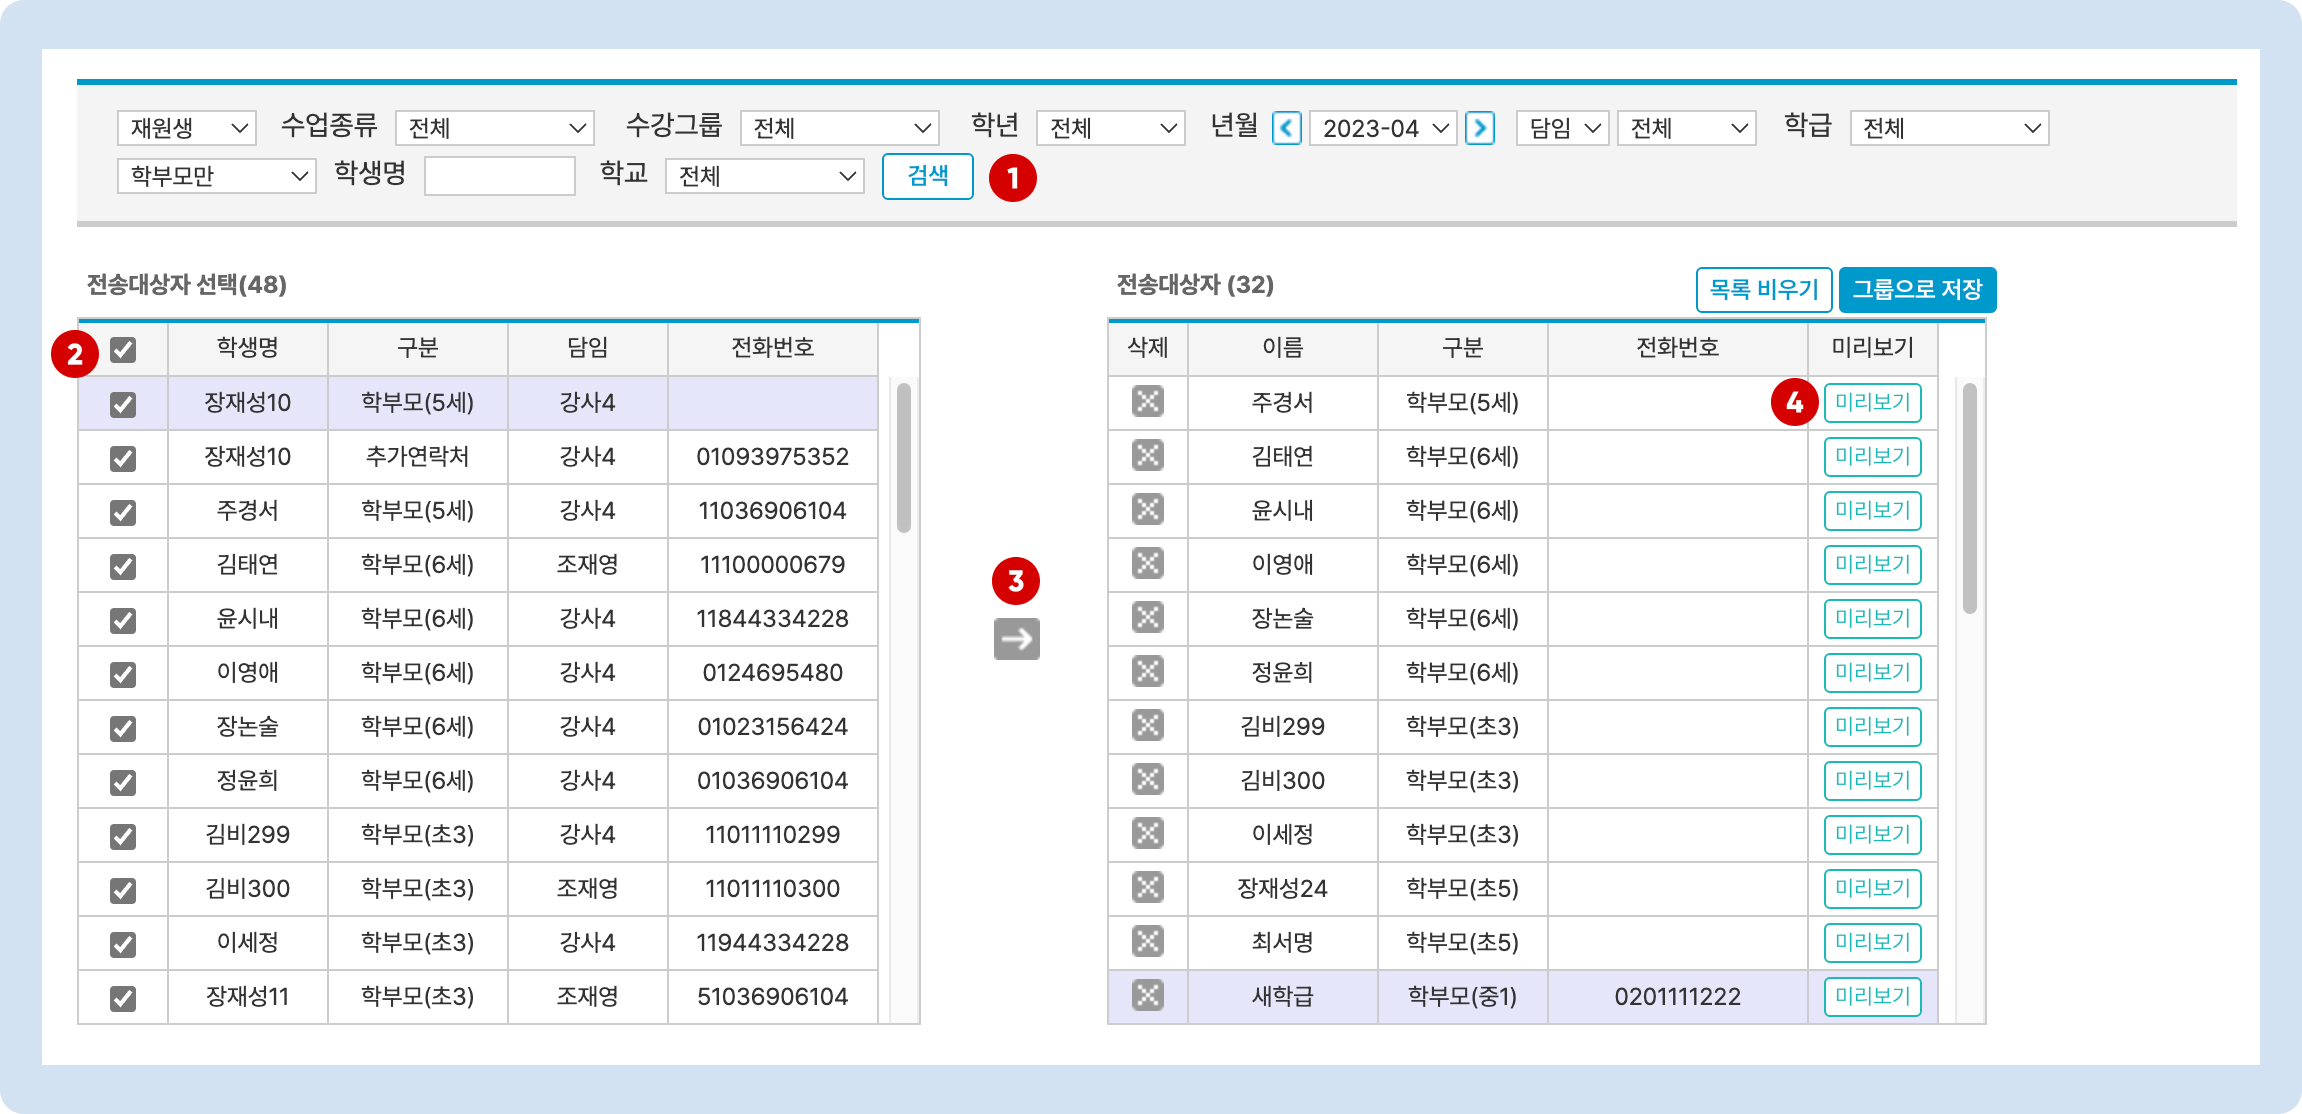 재원생 수업종류 전체 수강그룹 전체 학년 전체 년월 2023-04 담임 전체 학급 전체
학부모만 학생명 학교 전체 검색 1
전송대상자 선택(48)
2 학생명 구분 담임 전화번호
장재성10 학부모(5세) 강사4
장재성10 추가연락처 강사4 01093975352
주경서 학부모(5세) 강사4 11036906104
김태연 학부모(6세) 조재영 11100000679
윤시내 학부모(6세) 강사4 11844334228
이영애 학부모(6세) 강사4 0124695480
장논술 학부모(6세) 강사4 01023156424
정윤희 학부모(6세) 강사4 01036906104
김비299 학부모(초3) 강사4 11011110299
김비300 학부모(초3) 조재영 11011110300
이세정 학부모(초3) 강사4 11944334228
장재성11 학부모(초3) 조재영 51036906104
3
전송대상자 (32) 목록 비우기 그룹으로 저장
삭제 이름 구분 전화번호 미리보기
주경서 학부모(5세) 4 미리보기
김태연 학부모(6세) 미리보기
윤시내 학부모(6세) 미리보기
이영애 학부모(6세) 미리보기
장논술 학부모(6세) 미리보기
정윤희 학부모(6세) 미리보기
김비299 학부모(초3) 미리보기
김비300 학부모(초3) 미리보기
이세정 학부모(초3) 미리보기
장재성24 학부모(초5) 미리보기
최서명 학부모(초5) 미리보기
새학급 학부모(중1) 0201111222 미리보기